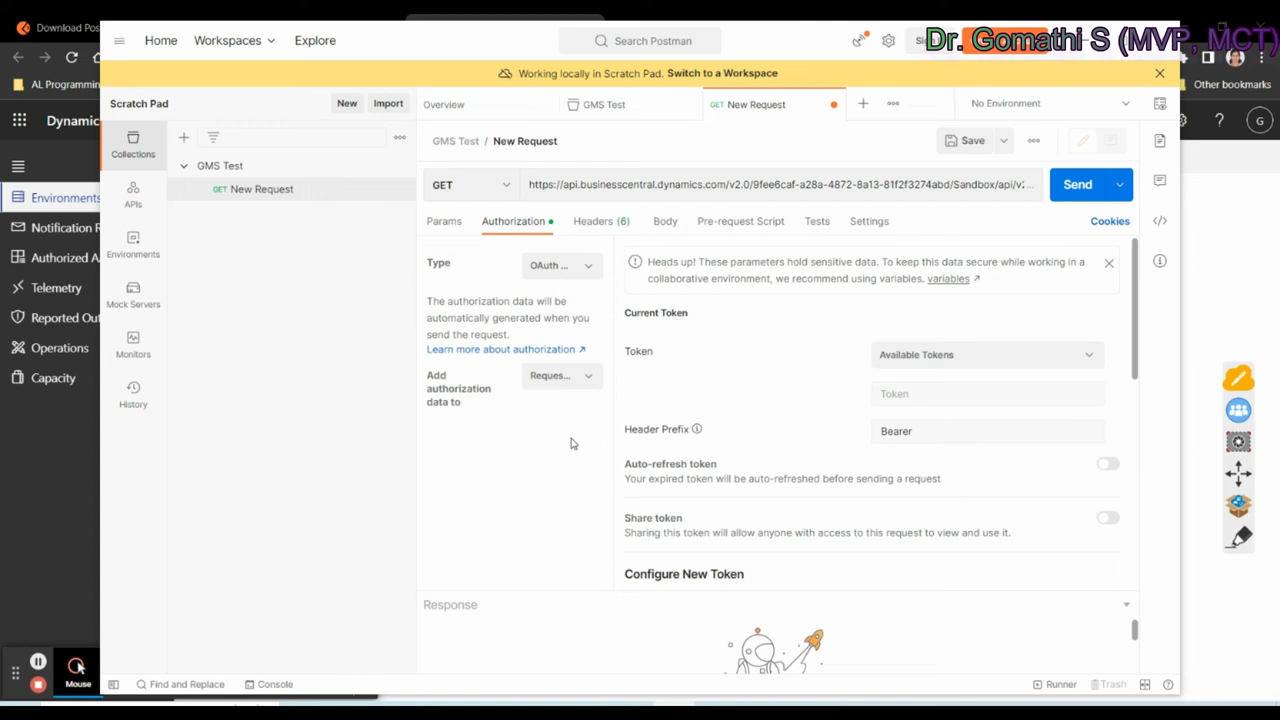 Download Pos
Dr. Gomathi S (MVP, MCT)
Home
Workspaces
Explore
Search Postman
AL Programming
Other bookmarks
Working locally in Scratch Pad. Switch to a Workspace
Dynamic
G
Scratch Pad
New
Import
Overview
GMS Test
GET New Request
No Environment
Collections
GMS Test
GET New Request
APIs
Environments
Mock Servers
Monitors
History
GMS Test / New Request
Save
GET
https://api.businesscentral.dynamics.com/v2.0/9fee6caf-a28a-4872-8a13-81f2f3274abd/Sandbox/api/v2...
Send
Params
Authorization
Headers (6)
Body
Pre-request Script
Tests
Settings
Cookies
Environments
Notification R
Authorized A
Telemetry
Reported Out
Operations
Capacity
Type
OAuth ...
The authorization data will be
automatically generated when you
send the request.
Learn more about authorization ↗
Add
authorization
data to
Reques...
Heads up! These parameters hold sensitive data. To keep this data secure while working in a
collaborative environment, we recommend using variables. variables ↗
Current Token
Token
Available Tokens
Token
Header Prefix
Bearer
Auto-refresh token
Your expired token will be auto-refreshed before sending a request
Share token
Sharing this token will allow anyone with access to this request to view and use it.
Configure New Token
Response
Mouse
Find and Replace
Console
Runner
Trash